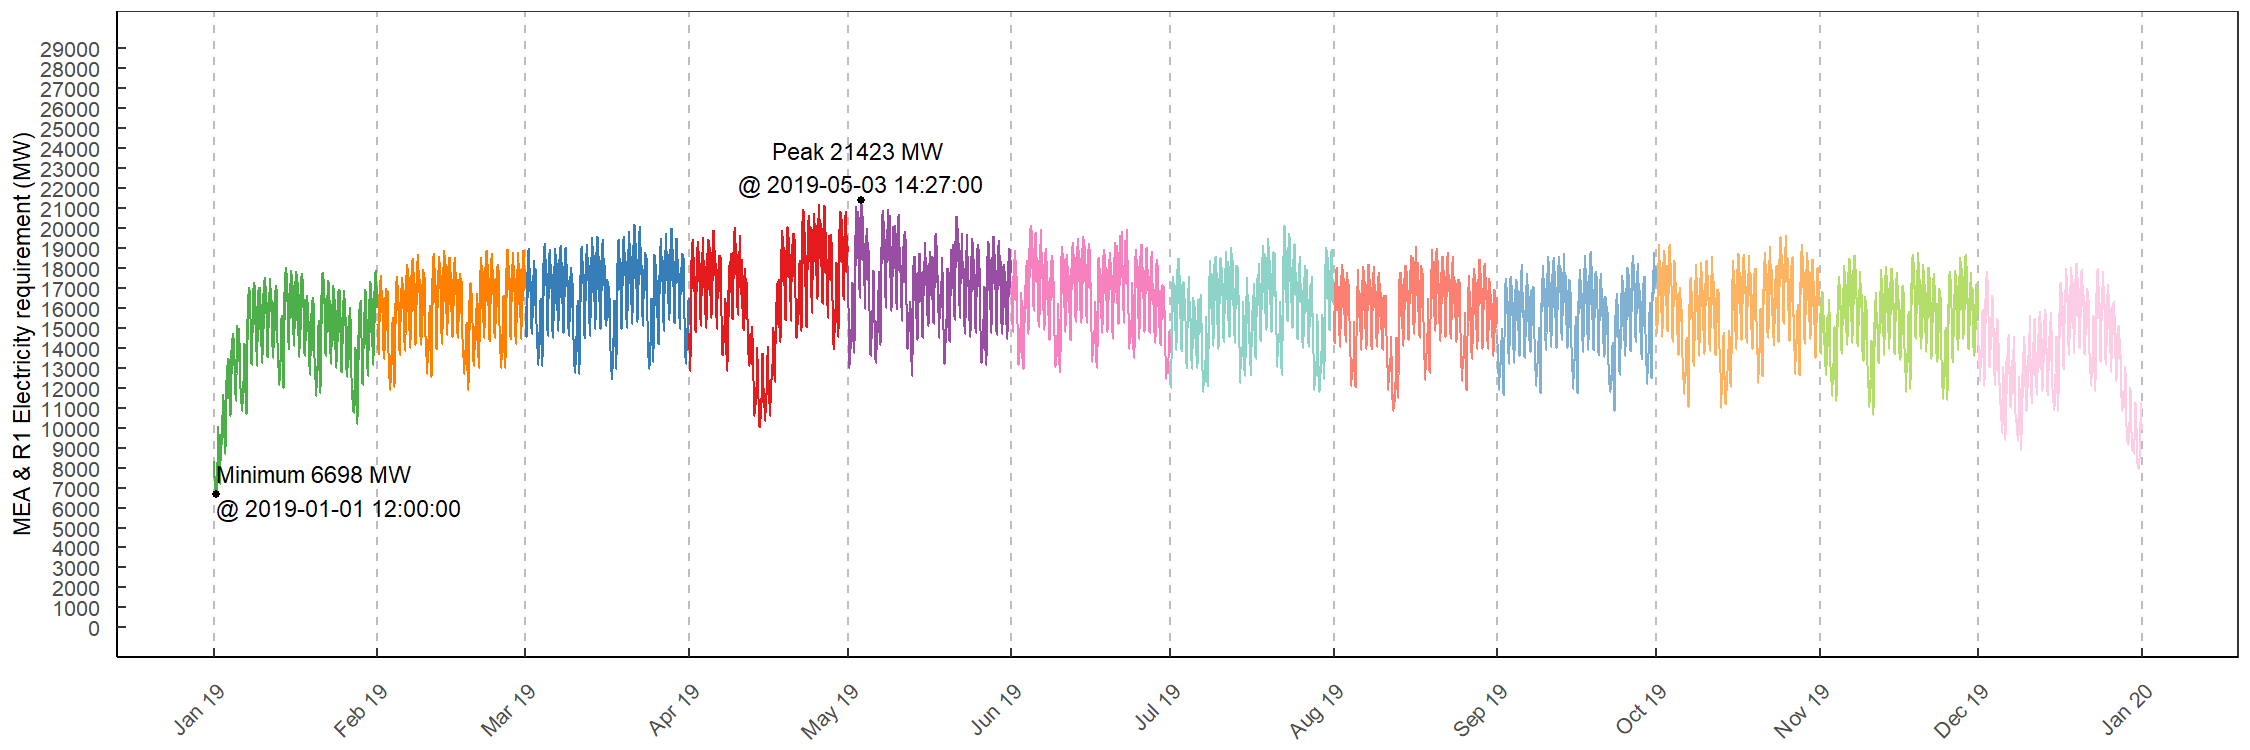 MEA & R1 Electricity requirement (MW)
29000
28000
27000
26000
25000
24000
23000
22000
21000
20000
19000
18000
17000
16000
15000
14000
13000
12000
11000
10000
9000
8000
7000
6000
5000
4000
3000
2000
1000
0
Peak 21423 MW
@ 2019-05-03 14:27:00
Minimum 6698 MW
@ 2019-01-01 12:00:00
Jan 19
Feb 19
Mar 19
Apr 19
May 19
Jun 19
Jul 19
Aug 19
Sep 19
Oct 19
Nov 19
Dec 19
Jan 20